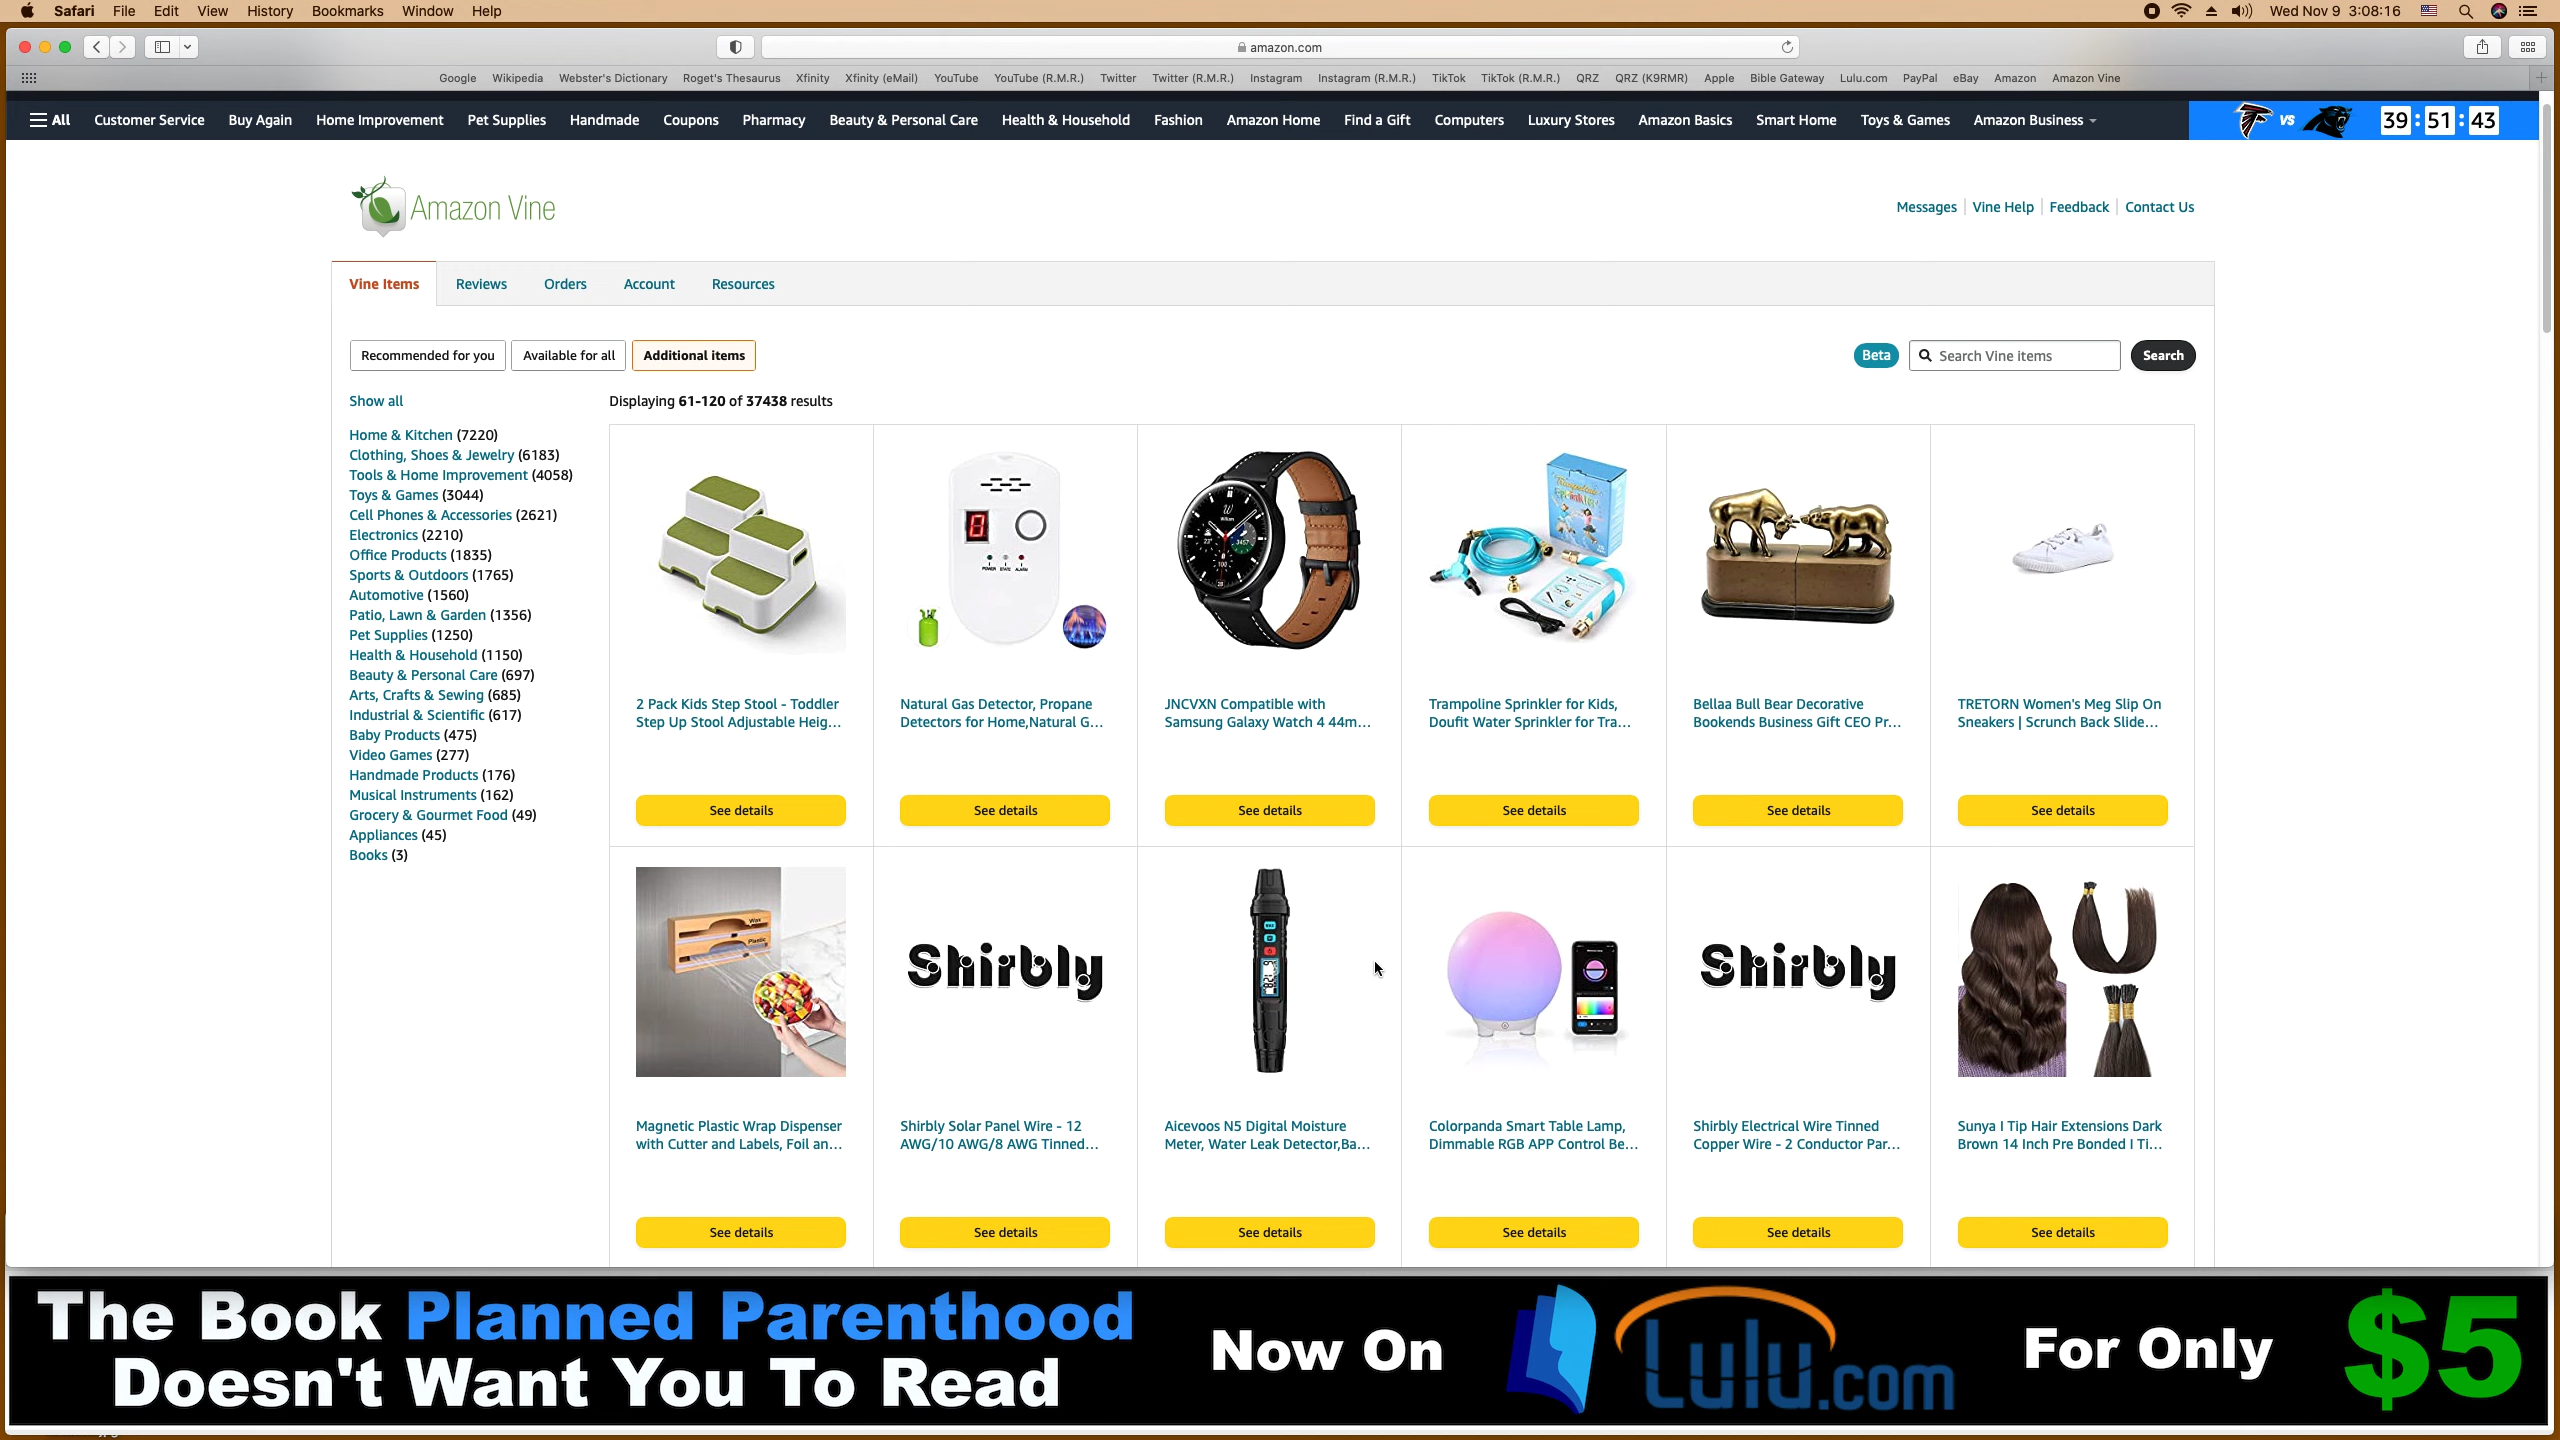 Safari File Edit View History Bookmarks Window Help
Wed Nov 9 3:08:16
amazon.com
Google Wikipedia Webster's Dictionary Roget's Thesaurus Xfinity Xfinity (eMail) YouTube YouTube (R.M.R.) Twitter Twitter (R.M.R.) Instagram Instagram (R.M.R.) TikTok TikTok (R.M.R.) QRZ QRZ (K9RMR) Apple Bible Gateway Lulu.com PayPal eBay Amazon Amazon Vine
All Customer Service Buy Again Home Improvement Pet Supplies Handmade Coupons Pharmacy Beauty & Personal Care Health & Household Fashion Amazon Home Find a Gift Computers Luxury Stores Amazon Basics Smart Home Toys & Games Amazon Business
VS 39:51:43
Amazon Vine
Messages Vine Help Feedback Contact Us
Vine Items Reviews Orders Account Resources
Recommended for you Available for all Additional items
Beta Search Vine items Search
Show all
Displaying 61-120 of 37438 results
Home & Kitchen (7220)
Clothing, Shoes & Jewelry (6183)
Tools & Home Improvement (4058)
Toys & Games (3044)
Cell Phones & Accessories (2621)
Electronics (2210)
Office Products (1835)
Sports & Outdoors (1765)
Automotive (1560)
Patio, Lawn & Garden (1356)
Pet Supplies (1250)
Health & Household (1150)
Beauty & Personal Care (697)
Arts, Crafts & Sewing (685)
Industrial & Scientific (617)
Baby Products (475)
Video Games (277)
Handmade Products (176)
Musical Instruments (162)
Grocery & Gourmet Food (49)
Appliances (45)
Books (3)
POWER STATE ALARM
Trampoline
Sprinkler
2 Pack Kids Step Stool - Toddler
Step Up Stool Adjustable Heig...
See details
Natural Gas Detector, Propane
Detectors for Home,Natural G...
See details
JNCVXN Compatible with
Samsung Galaxy Watch 4 44m...
See details
Trampoline Sprinkler for Kids,
Doufit Water Sprinkler for Tra...
See details
Bellaa Bull Bear Decorative
Bookends Business Gift CEO Pr...
See details
TRETORN Women's Meg Slip On
Sneakers | Scrunch Back Slide...
See details
Wax
Plastic
Magnetic Plastic Wrap Dispenser
with Cutter and Labels, Foil an...
See details
Shirbly
Shirbly Solar Panel Wire - 12
AWG/10 AWG/8 AWG Tinned...
See details
Aicevoos N5 Digital Moisture
Meter, Water Leak Detector,Ba...
See details
Colorpanda Smart Table Lamp,
Dimmable RGB APP Control Be...
See details
Shirbly
Shirbly Electrical Wire Tinned
Copper Wire - 2 Conductor Par...
See details
Sunya I Tip Hair Extensions Dark
Brown 14 Inch Pre Bonded I Ti...
See details
The Book Planned Parenthood
Doesn't Want You To Read
Now On
Lulu.com
For Only
$5